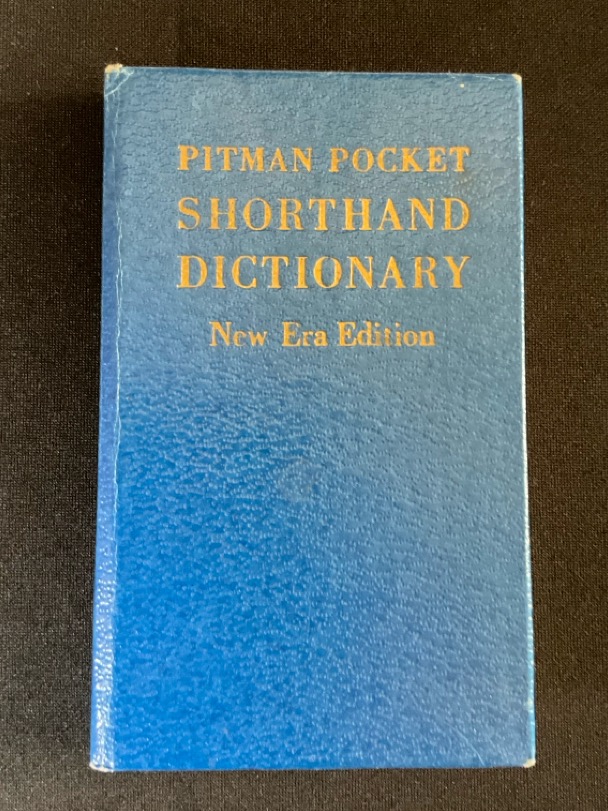 PITMAN POCKET
SHORTHAND
DICTIONARY
New Era Edition